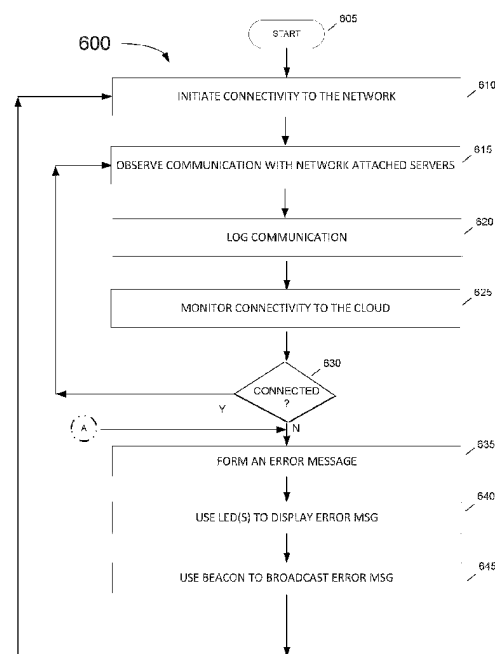 600
START
605
INITIATE CONNECTIVITY TO THE NETWORK
610
OBSERVE COMMUNICATION WITH NETWORK ATTACHED SERVERS
615
LOG COMMUNICATION
620
MONITOR CONNECTIVITY TO THE CLOUD
625
CONNECTED
?
630
Y
N
A
FORM AN ERROR MESSAGE
635
USE LED(S) TO DISPLAY ERROR MSG
640
USE BEACON TO BROADCAST ERROR MSG
645